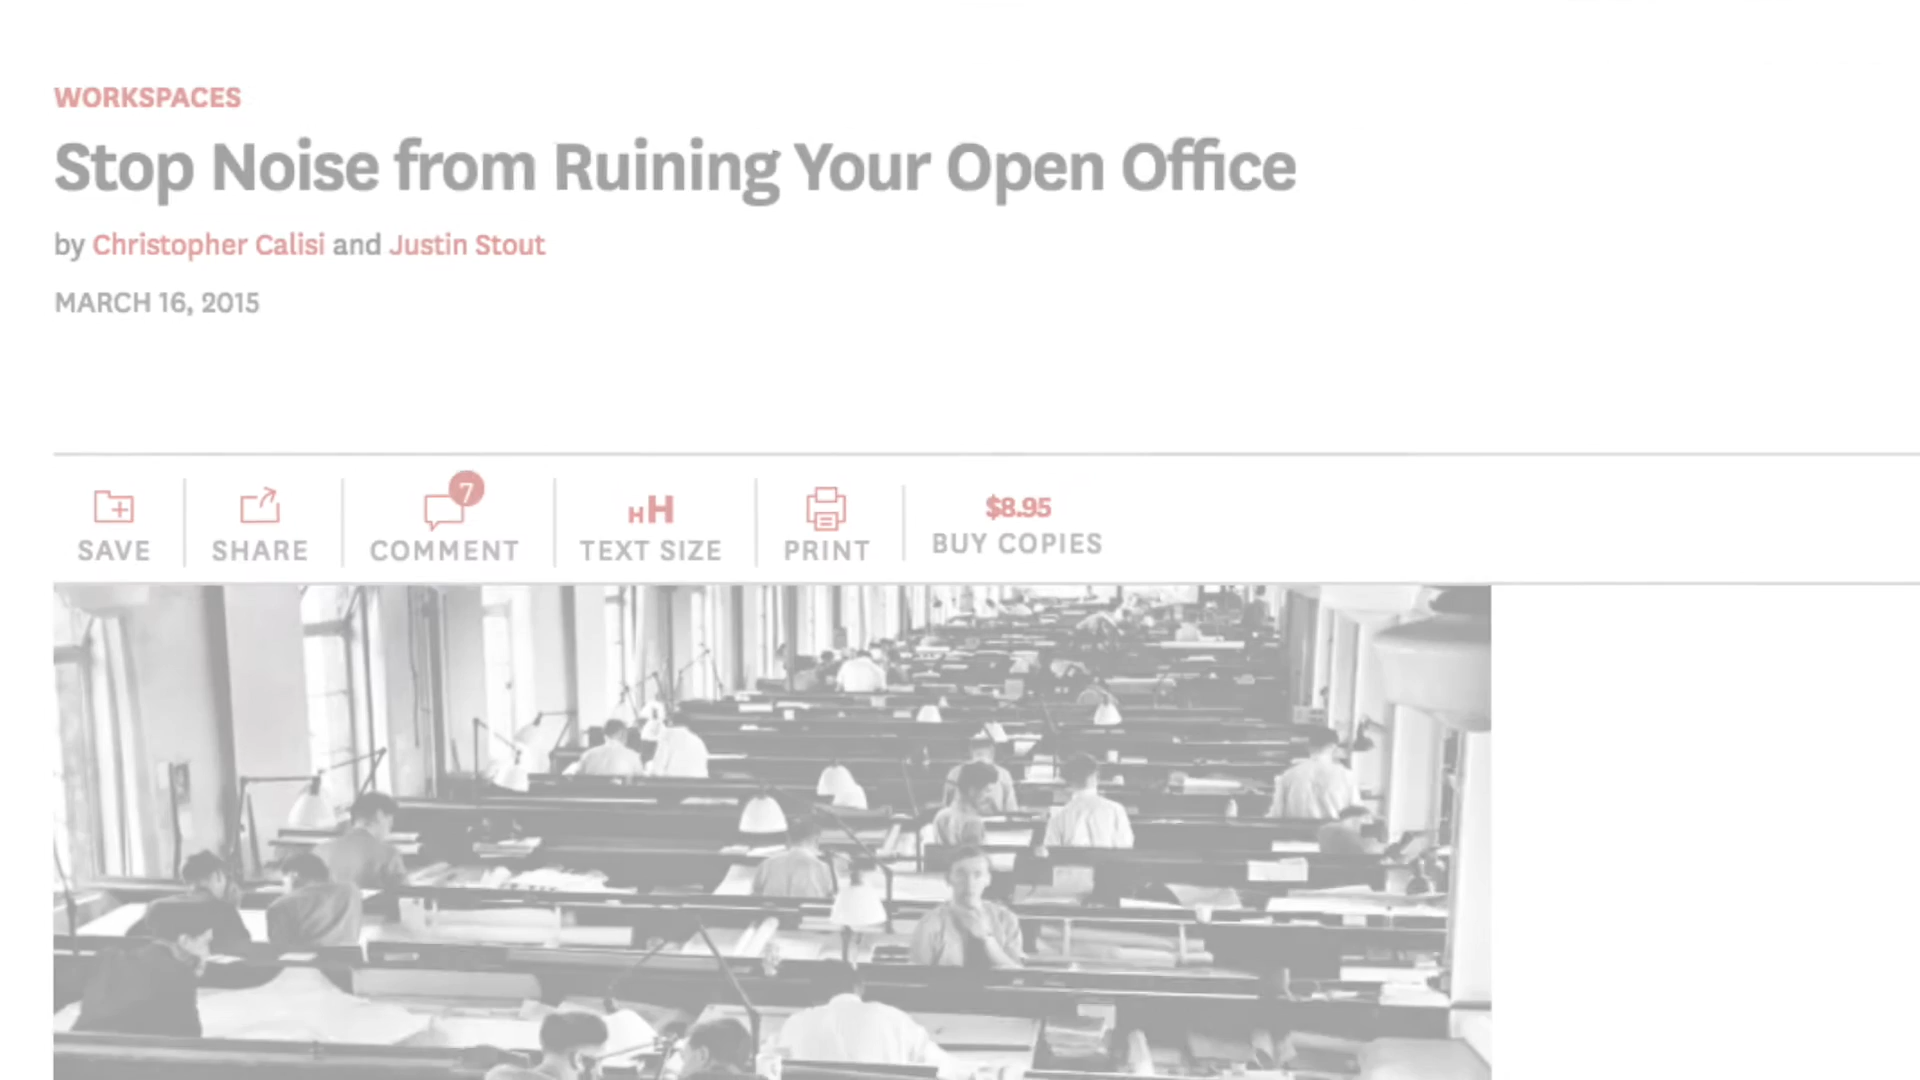 WORKSPACES
Stop Noise from Ruining Your Open Office
by Christopher Calisi and Justin Stout
MARCH 16, 2015
SAVE
SHARE
7
COMMENT
HH
TEXT SIZE
PRINT
$8.95
BUY COPIES